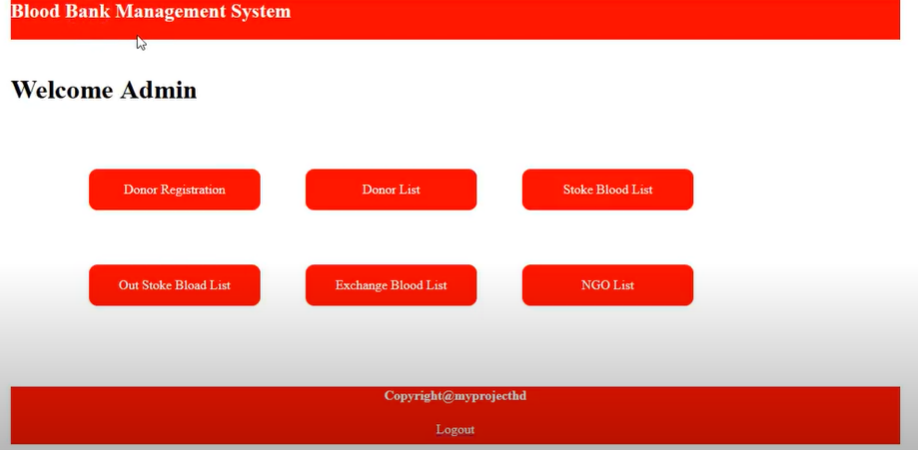 Blood Bank Management System
Welcome Admin
Donor Registration
Donor List
Stoke Blood List
Out Stoke Bload List
Exchange Blood List
NGO List
Copyright@myprojecthd
Logout